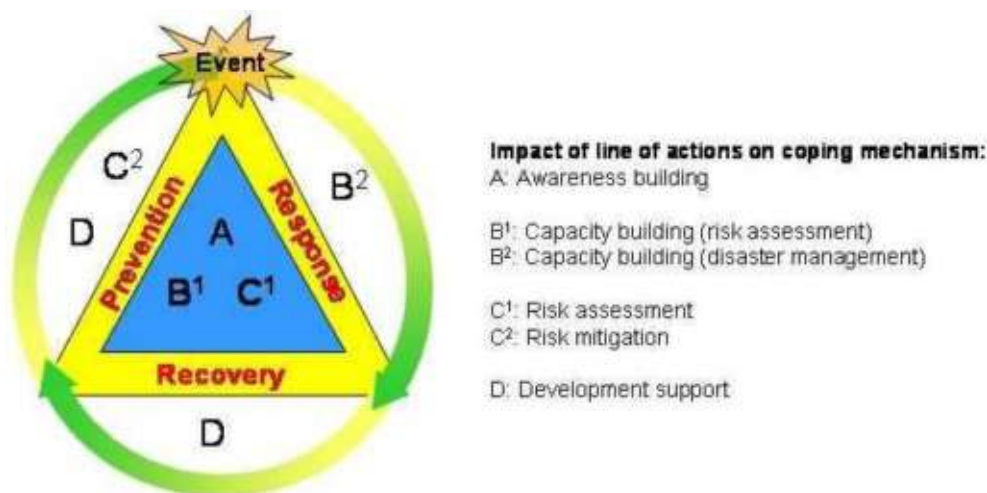 Event
C²
B²
D
Prevention
Response
A
B¹ C¹
Recovery
D
Impact of line of actions on coping mechanism:
A: Awareness building
B¹: Capacity building (risk assessment)
B²: Capacity building (disaster management)
C¹: Risk assessment
C²: Risk mitigation
D: Development support